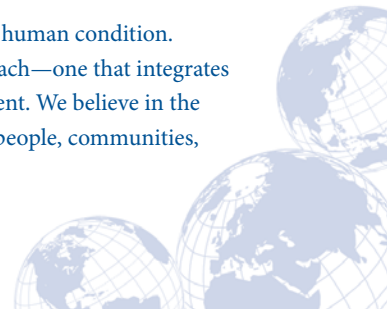 human condition.
ach—one that integrates
ent. We believe in the
people, communities,